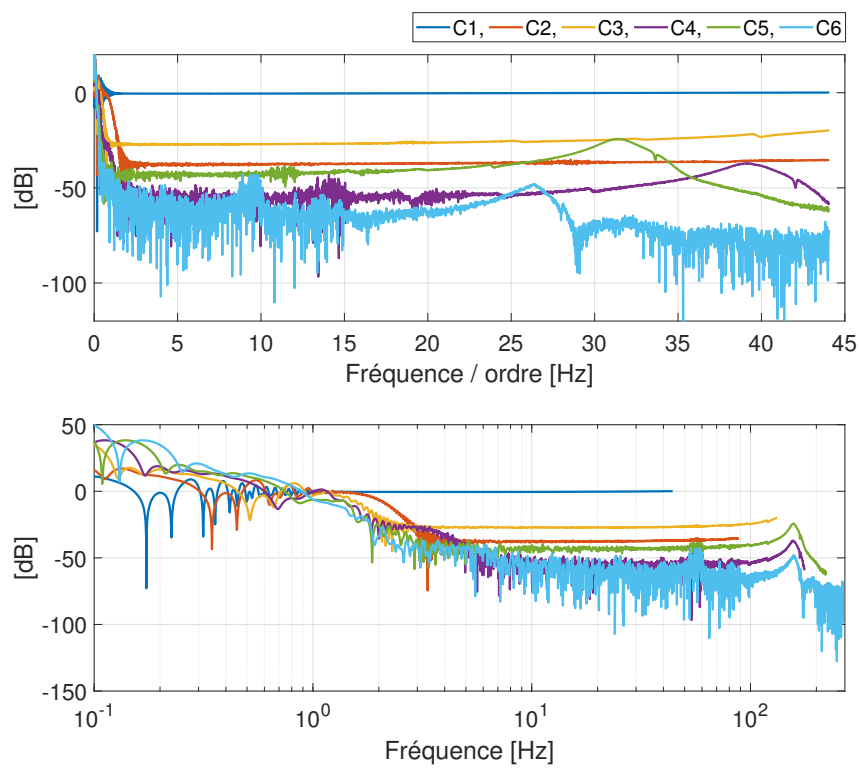 C1, C2, C3, C4, C5, C6
0
-50
-100
[dB]
0 5 10 15 20 25 30 35 40 45
Fréquence / ordre [Hz]
50
0
-50
-100
-150
[dB]
10-1 100 101 102
Fréquence [Hz]